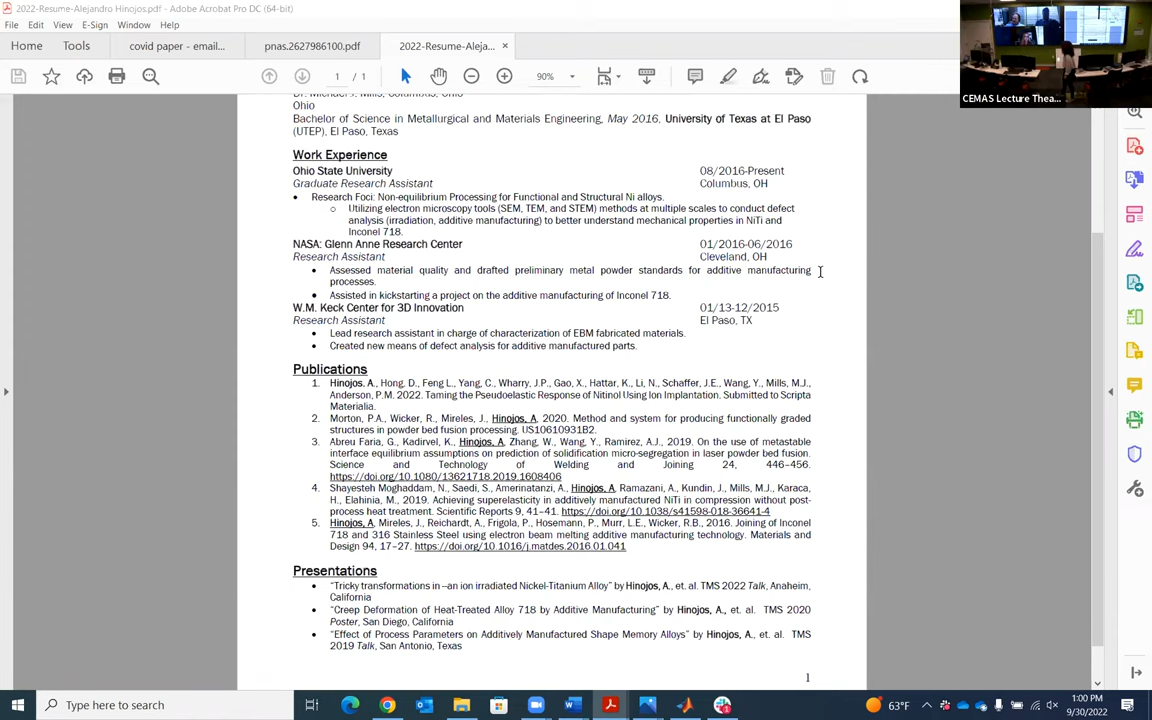 2022-Resume-Alejandro Hinojos.pdf - Adobe Acrobat Pro DC (64-bit)
File Edit View E-Sign Window Help
Home Tools covid paper - email... pnas.2627986100.pdf 2022-Resume-Aleja... ×
1 / 1 90%
CEMAS Lecture Thea...
Dr. Michael J. Mills, Columbus, Ohio
Ohio
Bachelor of Science in Metallurgical and Materials Engineering, May 2016, University of Texas at El Paso
(UTEP), El Paso, Texas
Work Experience
Ohio State University 08/2016-Present
Graduate Research Assistant Columbus, OH
• Research Foci: Non-equilibrium Processing for Functional and Structural Ni alloys.
o Utilizing electron microscopy tools (SEM, TEM, and STEM) methods at multiple scales to conduct defect
analysis (irradiation, additive manufacturing) to better understand mechanical properties in NiTi and
Inconel 718.
NASA: Glenn Anne Research Center 01/2016-06/2016
Research Assistant Cleveland, OH
• Assessed material quality and drafted preliminary metal powder standards for additive manufacturing
processes.
• Assisted in kickstarting a project on the additive manufacturing of Inconel 718.
W.M. Keck Center for 3D Innovation 01/13-12/2015
Research Assistant El Paso, TX
• Lead research assistant in charge of characterization of EBM fabricated materials.
• Created new means of defect analysis for additive manufactured parts.
Publications
1. Hinojos. A., Hong, D., Feng L., Yang, C., Wharry, J.P., Gao, X., Hattar, K., Li, N., Schaffer, J.E., Wang, Y., Mills, M.J.,
Anderson, P.M. 2022. Taming the Pseudoelastic Response of Nitinol Using Ion Implantation. Submitted to Scripta
Materialia.
2. Morton, P.A., Wicker, R., Mireles, J., Hinojos, A, 2020. Method and system for producing functionally graded
structures in powder bed fusion processing. US10610931B2.
3. Abreu Faria, G., Kadirvel, K., Hinojos, A, Zhang, W., Wang, Y., Ramirez, A.J., 2019. On the use of metastable
interface equilibrium assumptions on prediction of solidification micro-segregation in laser powder bed fusion.
Science and Technology of Welding and Joining 24, 446–456.
https://doi.org/10.1080/13621718.2019.1608406
4. Shayesteh Moghaddam, N., Saedi, S., Amerinatanzi, A., Hinojos, A, Ramazani, A., Kundin, J., Mills, M.J., Karaca,
H., Elahinia, M., 2019. Achieving superelasticity in additively manufactured NiTi in compression without post-
process heat treatment. Scientific Reports 9, 41–41. https://doi.org/10.1038/s41598-018-36641-4
5. Hinojos, A, Mireles, J., Reichardt, A., Frigola, P., Hosemann, P., Murr, L.E., Wicker, R.B., 2016. Joining of Inconel
718 and 316 Stainless Steel using electron beam melting additive manufacturing technology. Materials and
Design 94, 17–27. https://doi.org/10.1016/j.matdes.2016.01.041
Presentations
• “Tricky transformations in –an ion irradiated Nickel-Titanium Alloy” by Hinojos, A., et. al. TMS 2022 Talk, Anaheim,
California
• “Creep Deformation of Heat-Treated Alloy 718 by Additive Manufacturing” by Hinojos, A., et. al. TMS 2020
Poster, San Diego, California
• “Effect of Process Parameters on Additively Manufactured Shape Memory Alloys” by Hinojos, A., et. al. TMS
2019 Talk, San Antonio, Texas
1
Type here to search
63°F
1:00 PM
9/30/2022